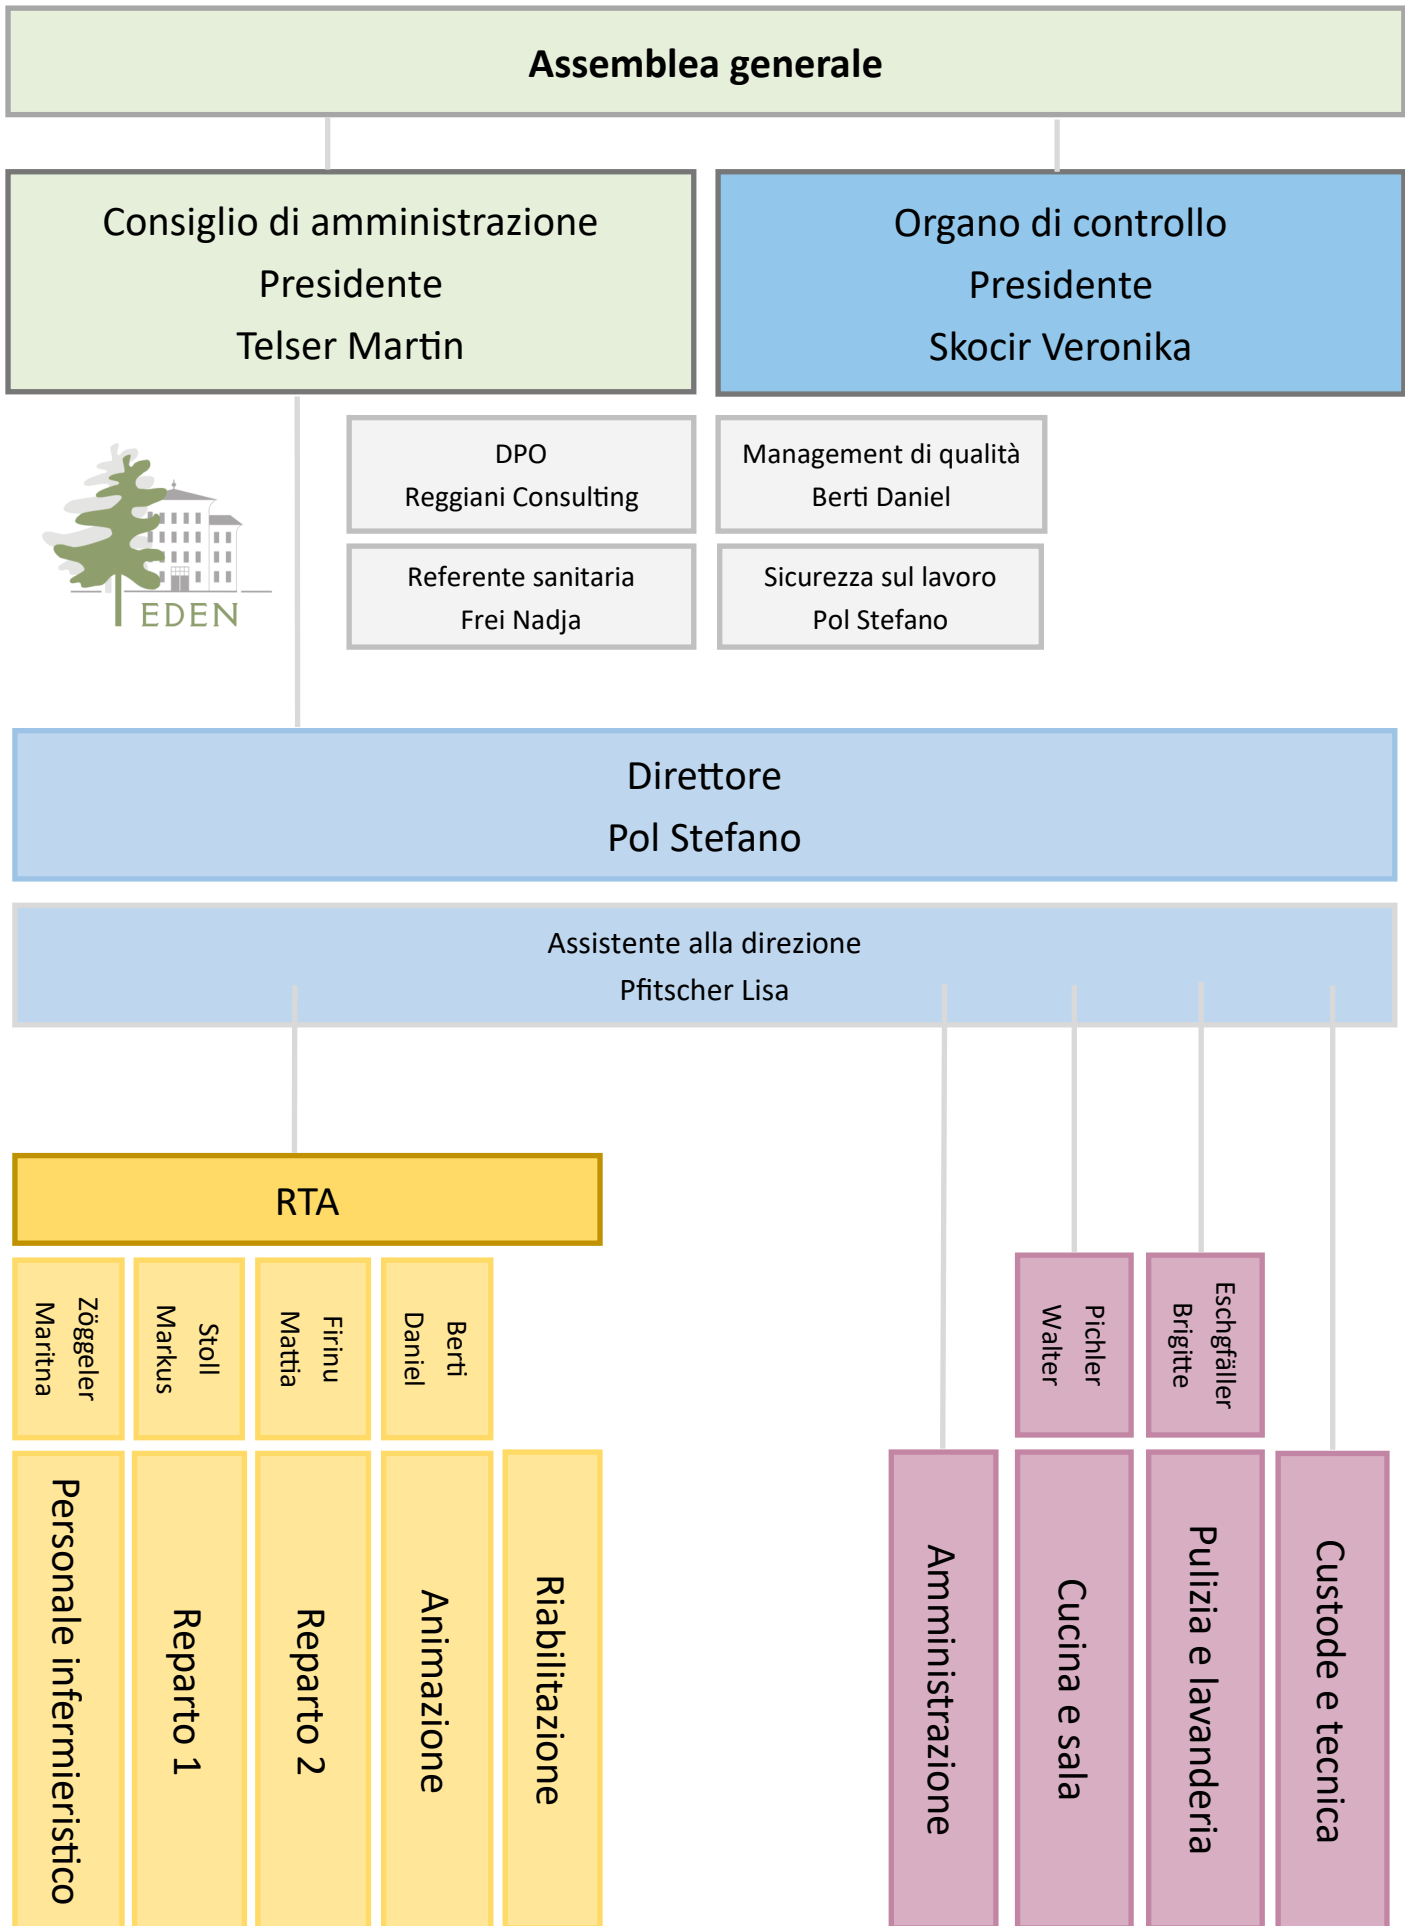 Assemblea generale
Consiglio di amministrazione
Presidente
Telser Martin
Organo di controllo
Presidente
Skocir Veronika
DPO
Reggiani Consulting
Management di qualità
Berti Daniel
Referente sanitaria
Frei Nadja
Sicurezza sul lavoro
Pol Stefano
EDEN
Direttore
Pol Stefano
Assistente alla direzione
Pfitscher Lisa
RTA
Zöggeler
Maritna
Stoll
Markus
Firinu
Mattia
Berti
Daniel
Pichler
Walter
Eschgfäller
Brigitte
Personale infermieristico
Reparto 1
Reparto 2
Animazione
Riabilitazione
Amministrazione
Cucina e sala
Pulizia e lavanderia
Custode e tecnica